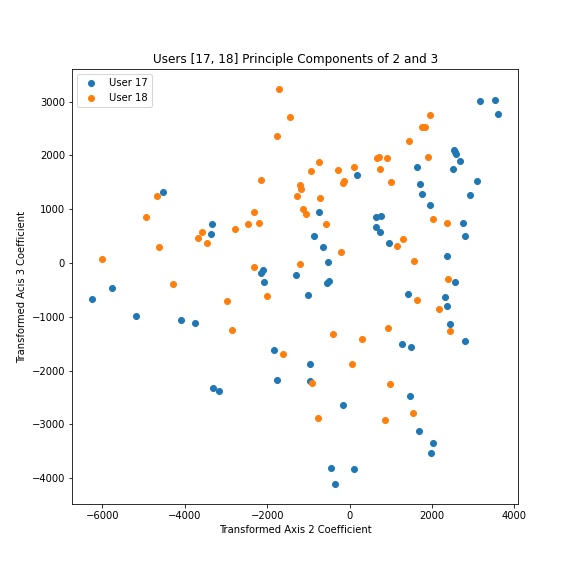 Users [17, 18] Principle Components of 2 and 3
User 17
User 18
Transformed Acis 3 Coefficient
3000
2000
1000
0
−1000
−2000
−3000
−4000
−6000
−4000
−2000
0
2000
4000
Transformed Axis 2 Coefficient